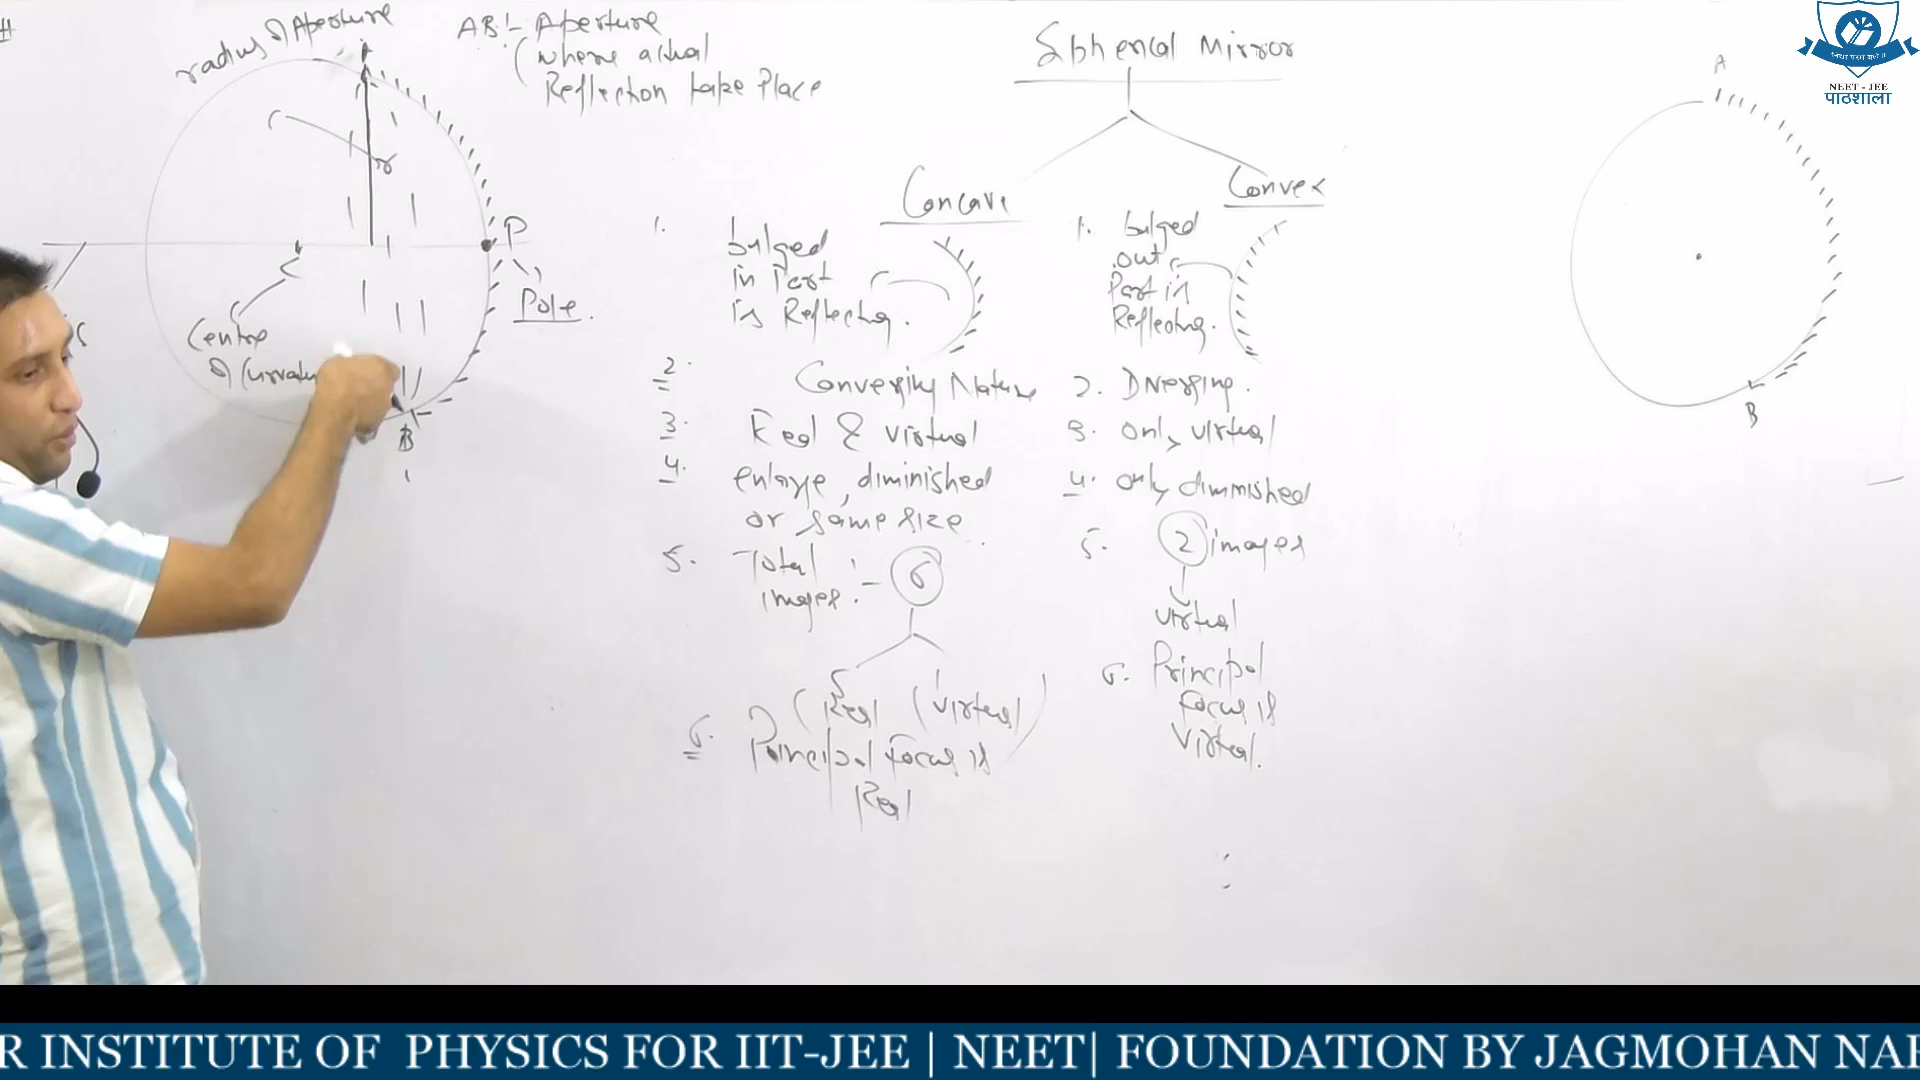 radius of Aperture
A
AB:- Aperture
(where actual
Reflection take Place
r
P
Pole.
C
Centre
of Curvatu
B
Spherical Mirror
Concave
1. bulged
in Part
is Reflecting.
2. Converging Nature
3. Real & virtual
4. enlarge, diminished
or same size
5. Total
images :- 6
(Real (virtual)
6. Principal Focus is
Real
Convex
1. bulged
out
Part is
Reflecting.
2. Diverging.
3. only virtual
4. only diminished
5. 2 images
virtual
6. Principal
Focus is
Virtual.
A
B
NEET - JEE
पाठशाला
R INSTITUTE OF PHYSICS FOR IIT-JEE | NEET| FOUNDATION BY JAGMOHAN NAR